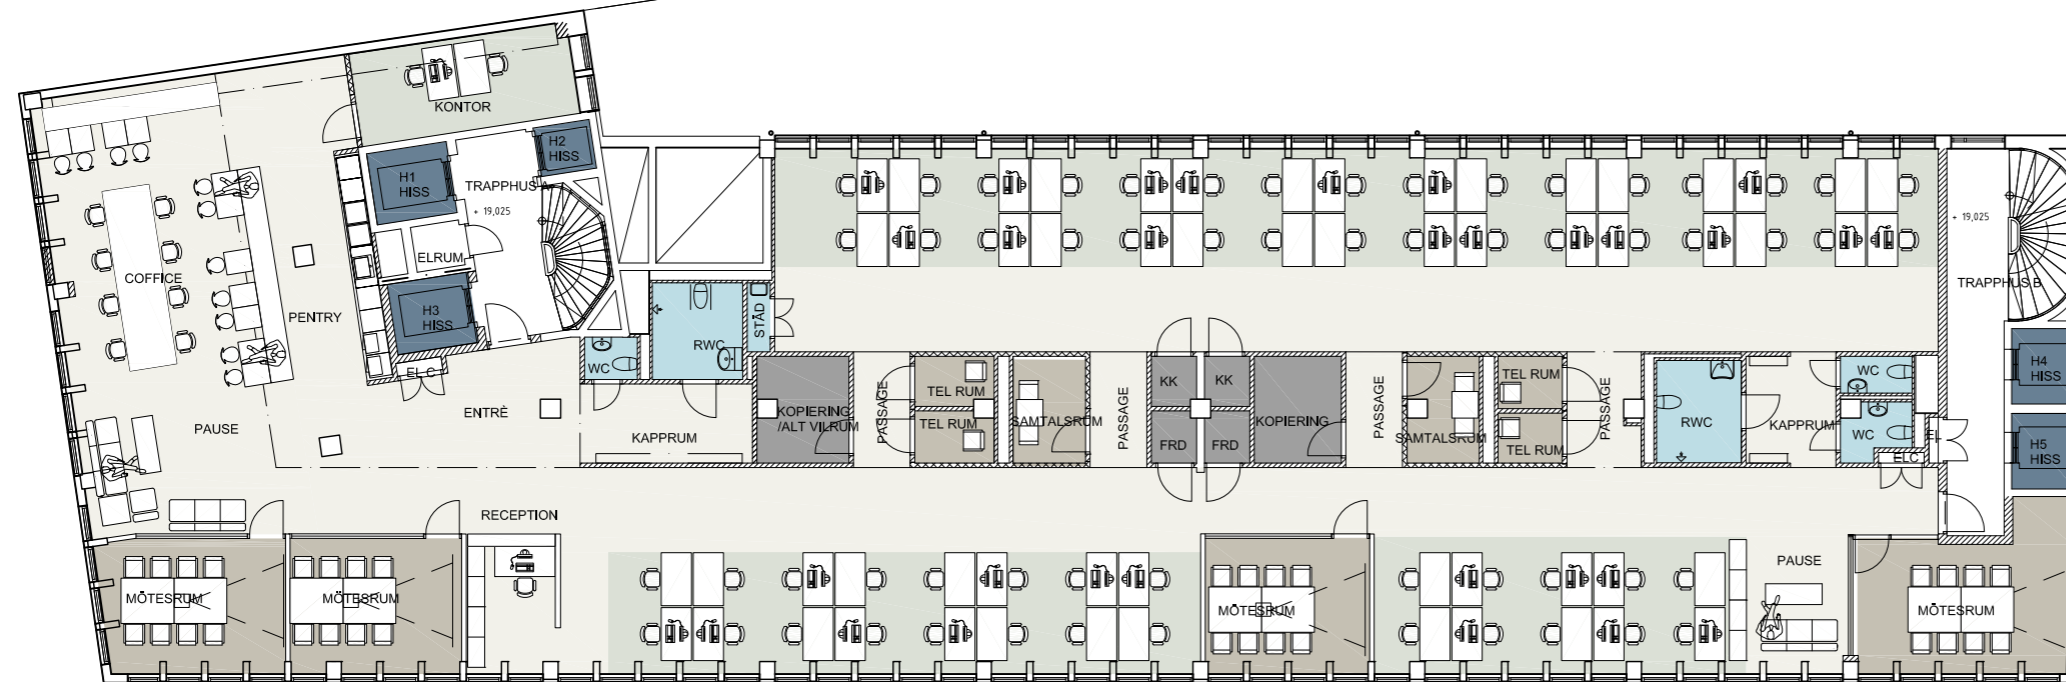 KONTOR
H2
HISS
H1
HISS
TRAPPHUS A
+ 19,025
ELRUM
COFFICE
H3
HISS
PENTRY
EL C
WC
RWC
STÄD
ENTRÈ
PAUSE
KAPPRUM
KOPIERING
/ALT VILRUM
PASSAGE
TEL RUM
TEL RUM
SAMTALSRUM
PASSAGE
KK
KK
FRD
FRD
KOPIERING
PASSAGE
SAMTALSRUM
TEL RUM
TEL RUM
PASSAGE
RWC
KAPPRUM
WC
WC
EL
ELC
+ 19,025
TRAPPHUS B
H4
HISS
H5
HISS
RECEPTION
MÖTESRUM
MÖTESRUM
MÖTESRUM
PAUSE
MÖTESRUM